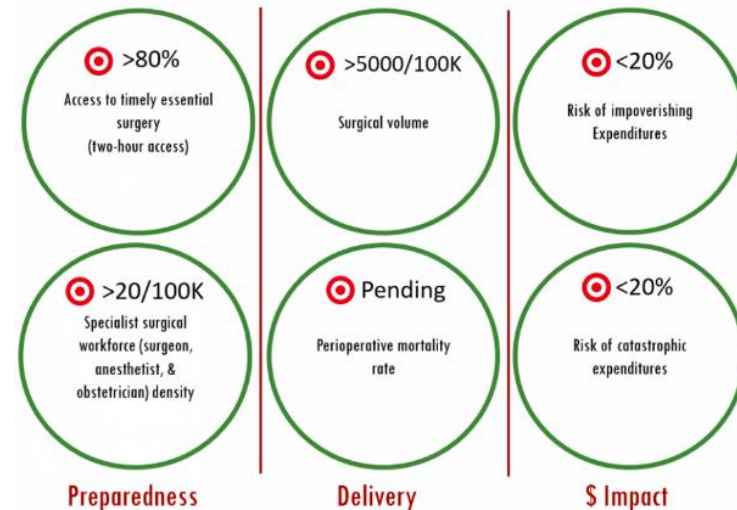 >80%
Access to timely essential
surgery
(two-hour access)
>5000/100K
Surgical volume
<20%
Risk of impoverishing
Expenditures
>20/100K
Specialist surgical
workforce (surgeon,
anesthetist, &
obstetrician) density
Pending
Perioperative mortality
rate
<20%
Risk of catastrophic
expenditures
Preparedness
Delivery
$ Impact